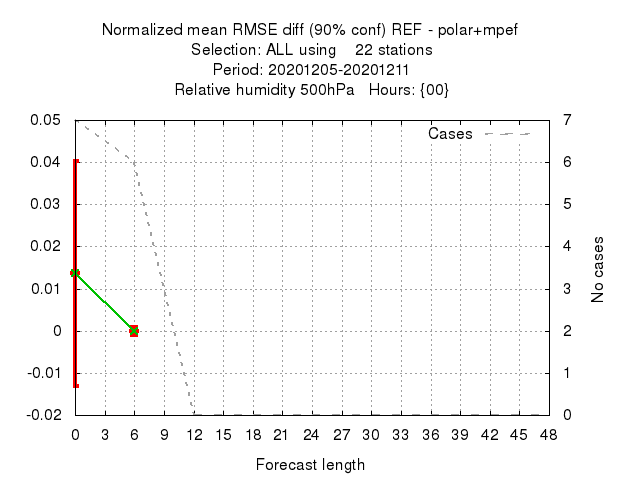 Normalized mean RMSE diff (90% conf) REF - polar+mpef
Selection: ALL using 22 stations
Period: 20201205-20201211
Relative humidity 500hPa Hours: {00}
Cases
0.05
0.04
0.03
0.02
0.01
0
-0.01
-0.02
7
6
5
4
3
2
1
0
No cases
0 3 6 9 12 15 18 21 24 27 30 33 36 39 42 45 48
Forecast length